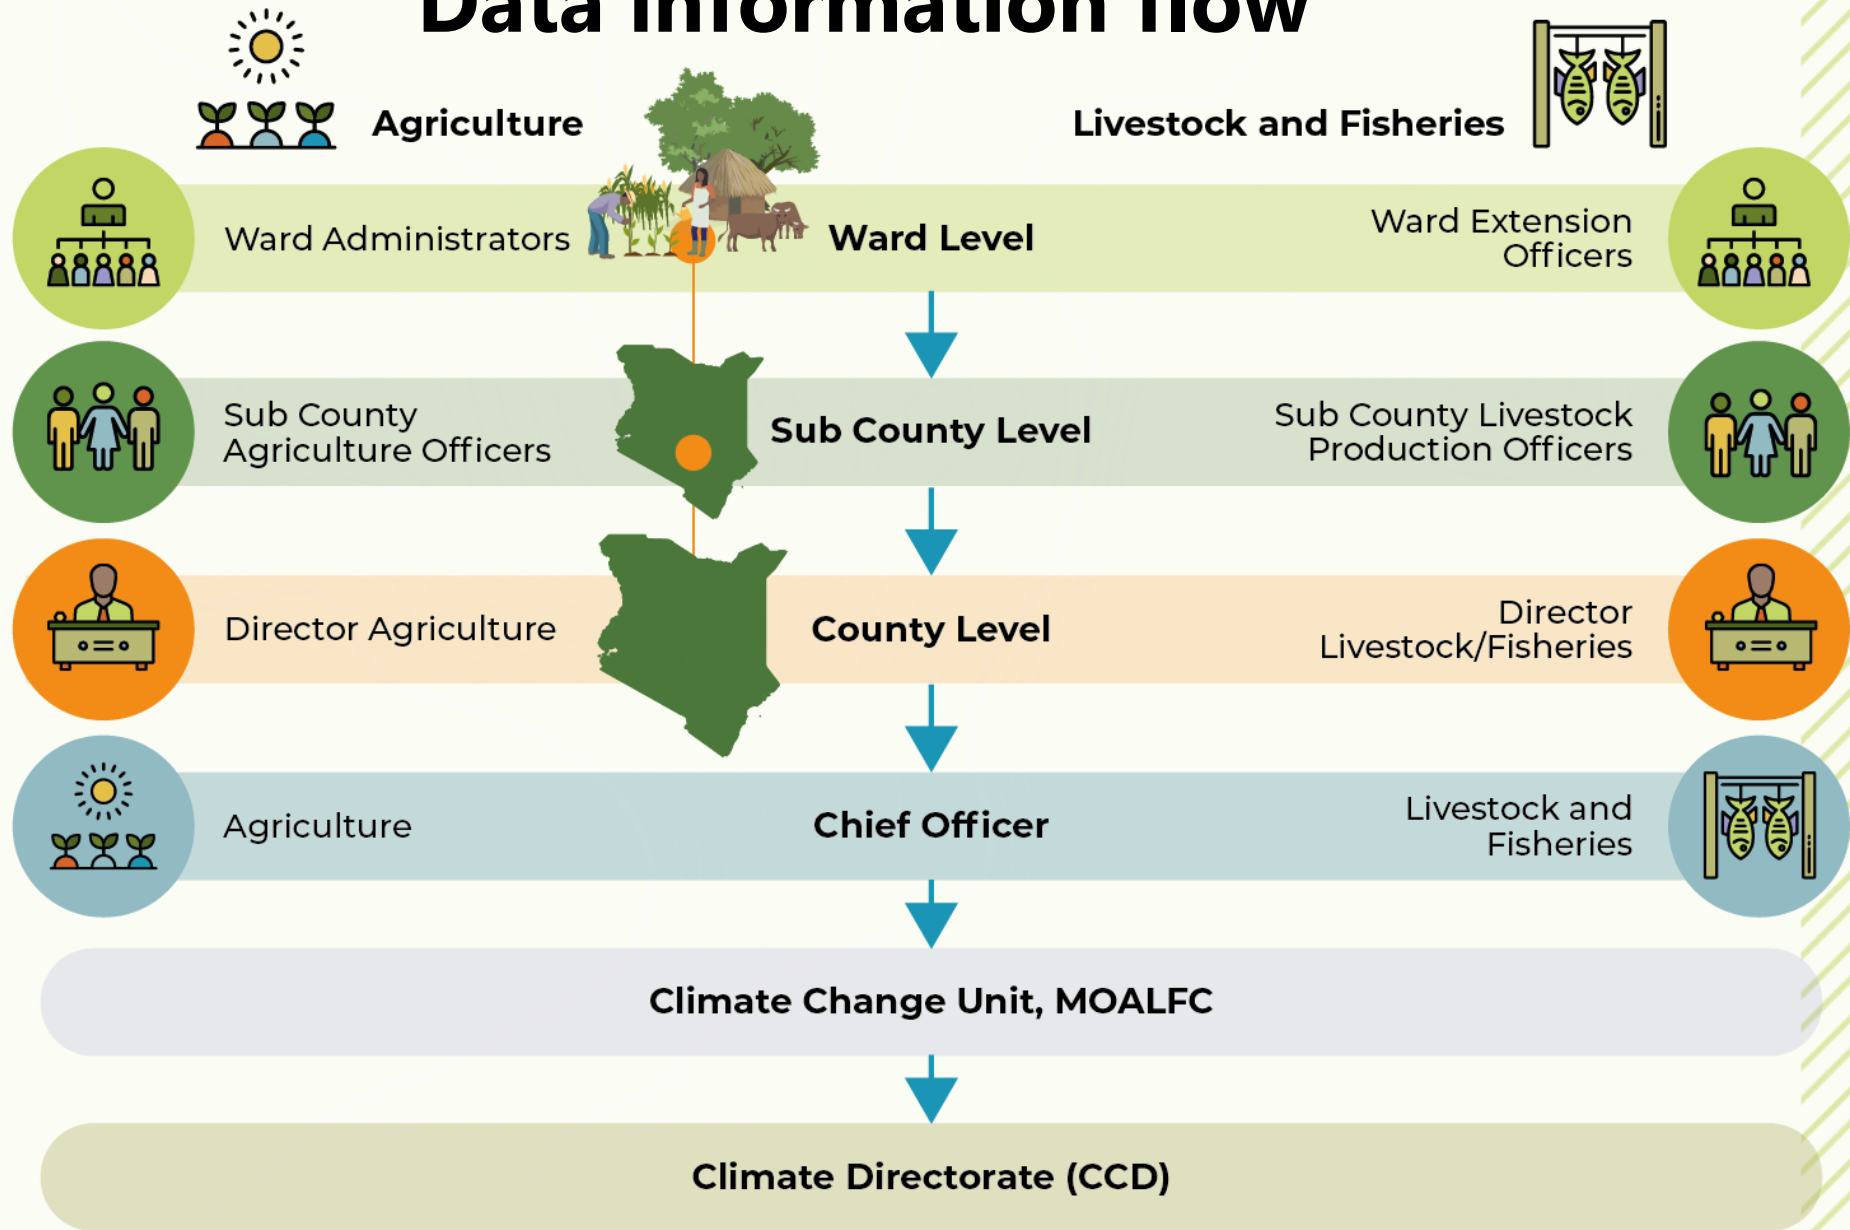 Data information flow
Agriculture
Livestock and Fisheries
Ward Administrators
Ward Level
Ward Extension
Officers
Sub County
Agriculture Officers
Sub County Level
Sub County Livestock
Production Officers
Director Agriculture
County Level
Director
Livestock/Fisheries
Agriculture
Chief Officer
Livestock and
Fisheries
Climate Change Unit, MOALFC
Climate Directorate (CCD)